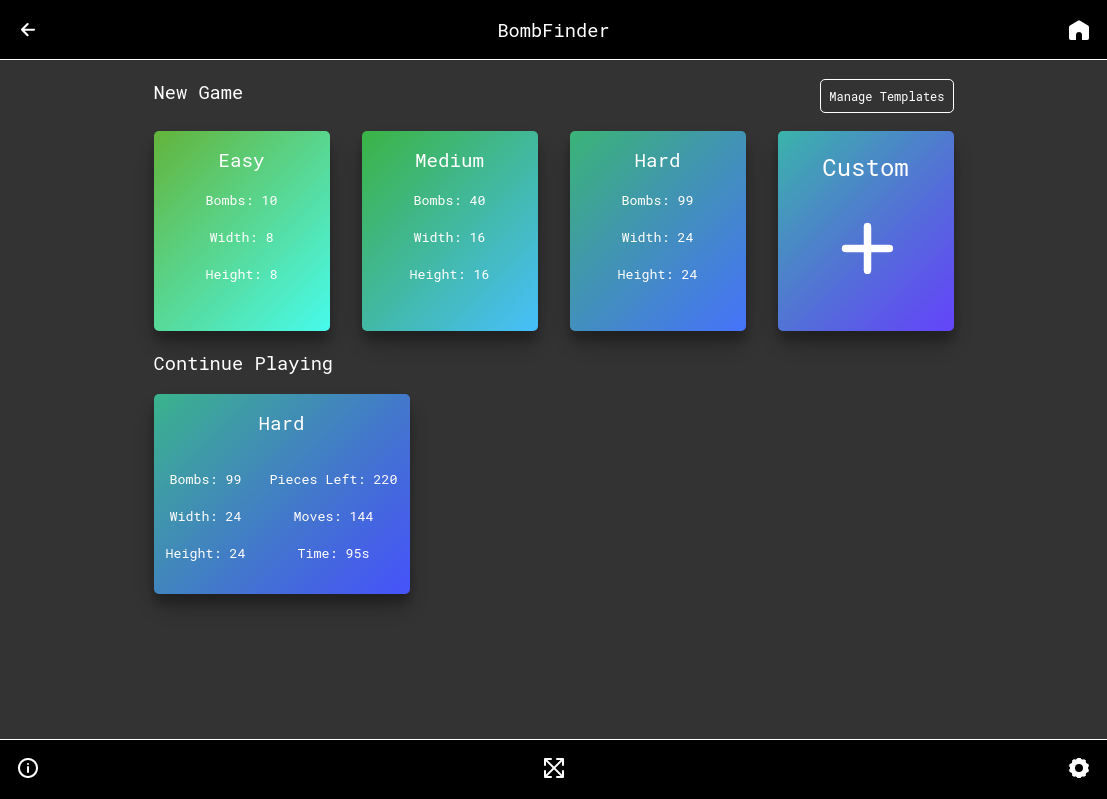 BombFinder
New Game
Manage Templates
Easy
Bombs: 10
Width: 8
Height: 8
Medium
Bombs: 40
Width: 16
Height: 16
Hard
Bombs: 99
Width: 24
Height: 24
Custom
Continue Playing
Hard
Bombs: 99
Width: 24
Height: 24
Pieces Left: 220
Moves: 144
Time: 95s